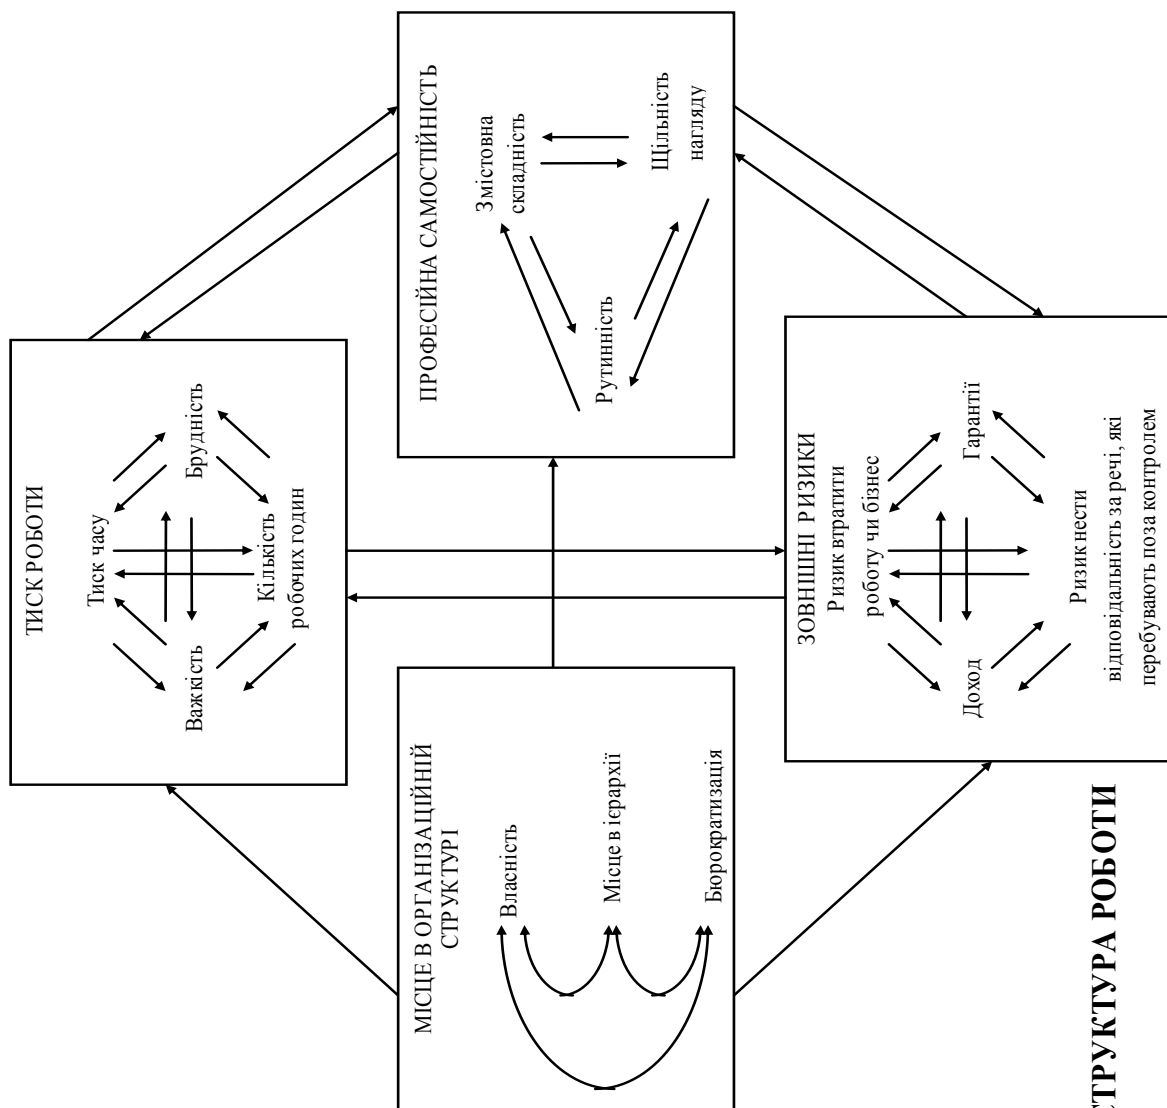 ТИСК РОБОТИ
Тиск часу
Важкість
Брудність
Кількість
робочих годин
МІСЦЕ В ОРГАНІЗАЦІЙНІЙ
СТРУКТУРІ
Власність
Місце в ієрархії
Бюрократизація
ПРОФЕСІЙНА САМОСТІЙНІСТЬ
Змістовна
складність
Рутинність
Щільність
нагляду
ЗОВНІШНІ РИЗИКИ
Ризик втратити
роботу чи бізнес
Доход
Гарантії
Ризик нести
відповідальність за речі, які
перебувають поза контролем
СТРУКТУРА РОБОТИ